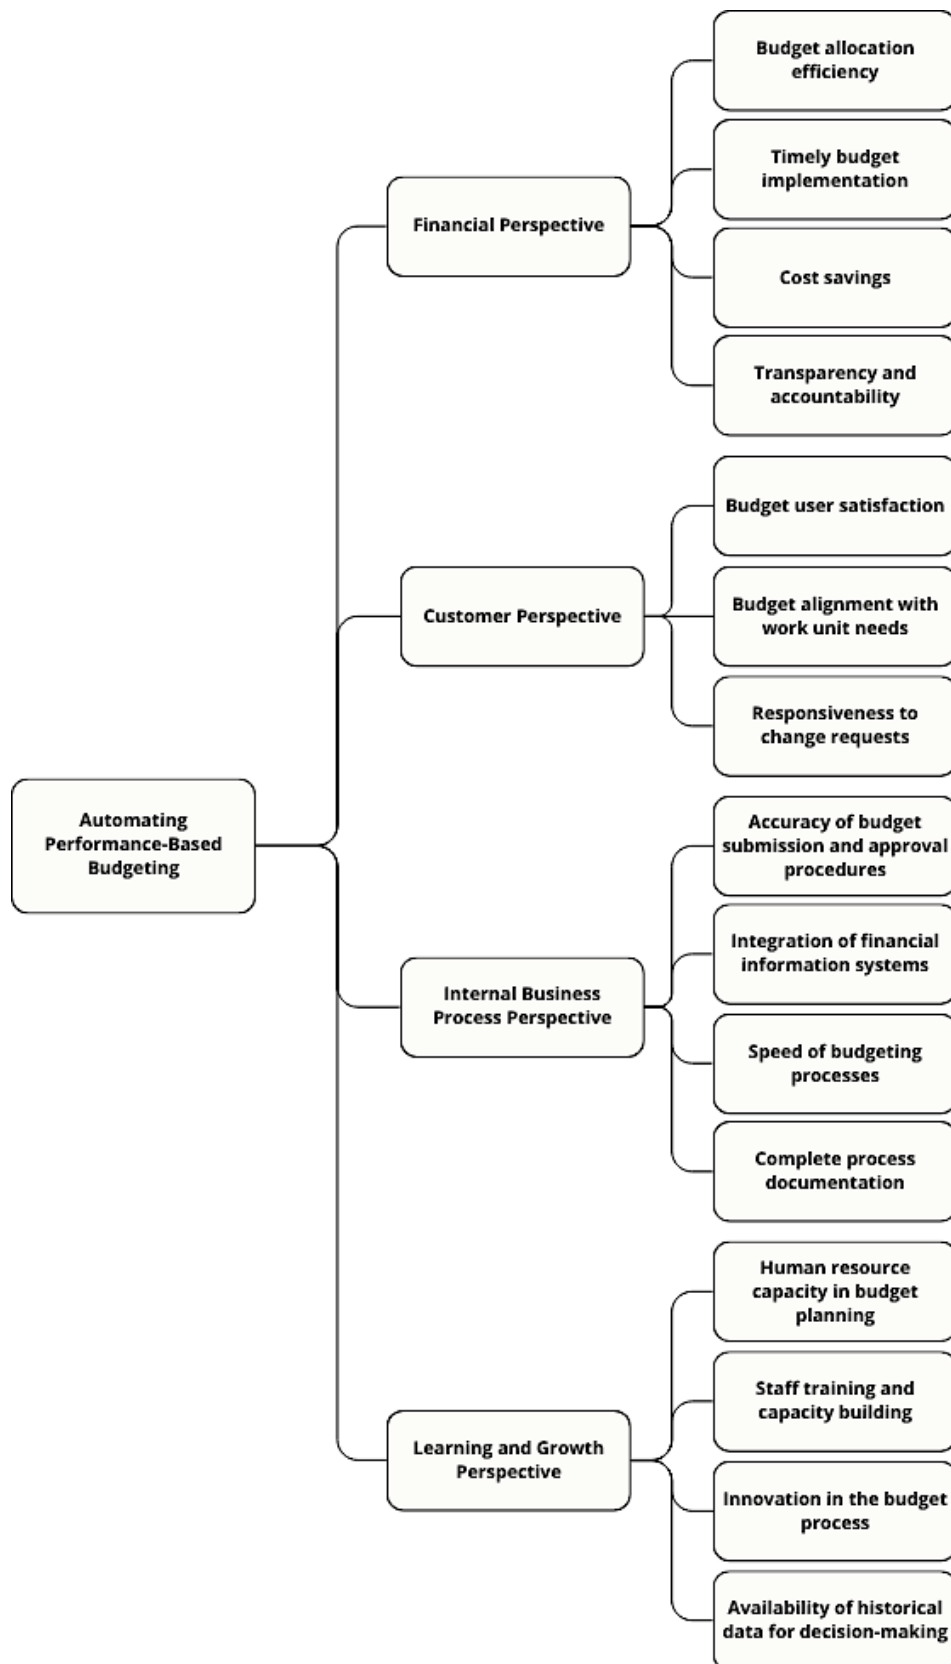 Automating
Performance-Based
Budgeting
Financial Perspective
Budget allocation
efficiency
Timely budget
implementation
Cost savings
Transparency and
accountability
Customer Perspective
Budget user satisfaction
Budget alignment with
work unit needs
Responsiveness to
change requests
Internal Business
Process Perspective
Accuracy of budget
submission and approval
procedures
Integration of financial
information systems
Speed of budgeting
processes
Complete process
documentation
Learning and Growth
Perspective
Human resource
capacity in budget
planning
Staff training and
capacity building
Innovation in the budget
process
Availability of historical
data for decision-making